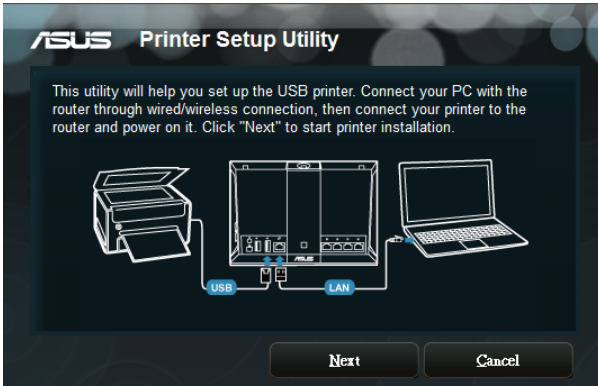 ASUS Printer Setup Utility
This utility will help you set up the USB printer. Connect your PC with the
router through wired/wireless connection, then connect your printer to the
router and power on it. Click "Next" to start printer installation.
ASUS
USB LAN
Next Cancel